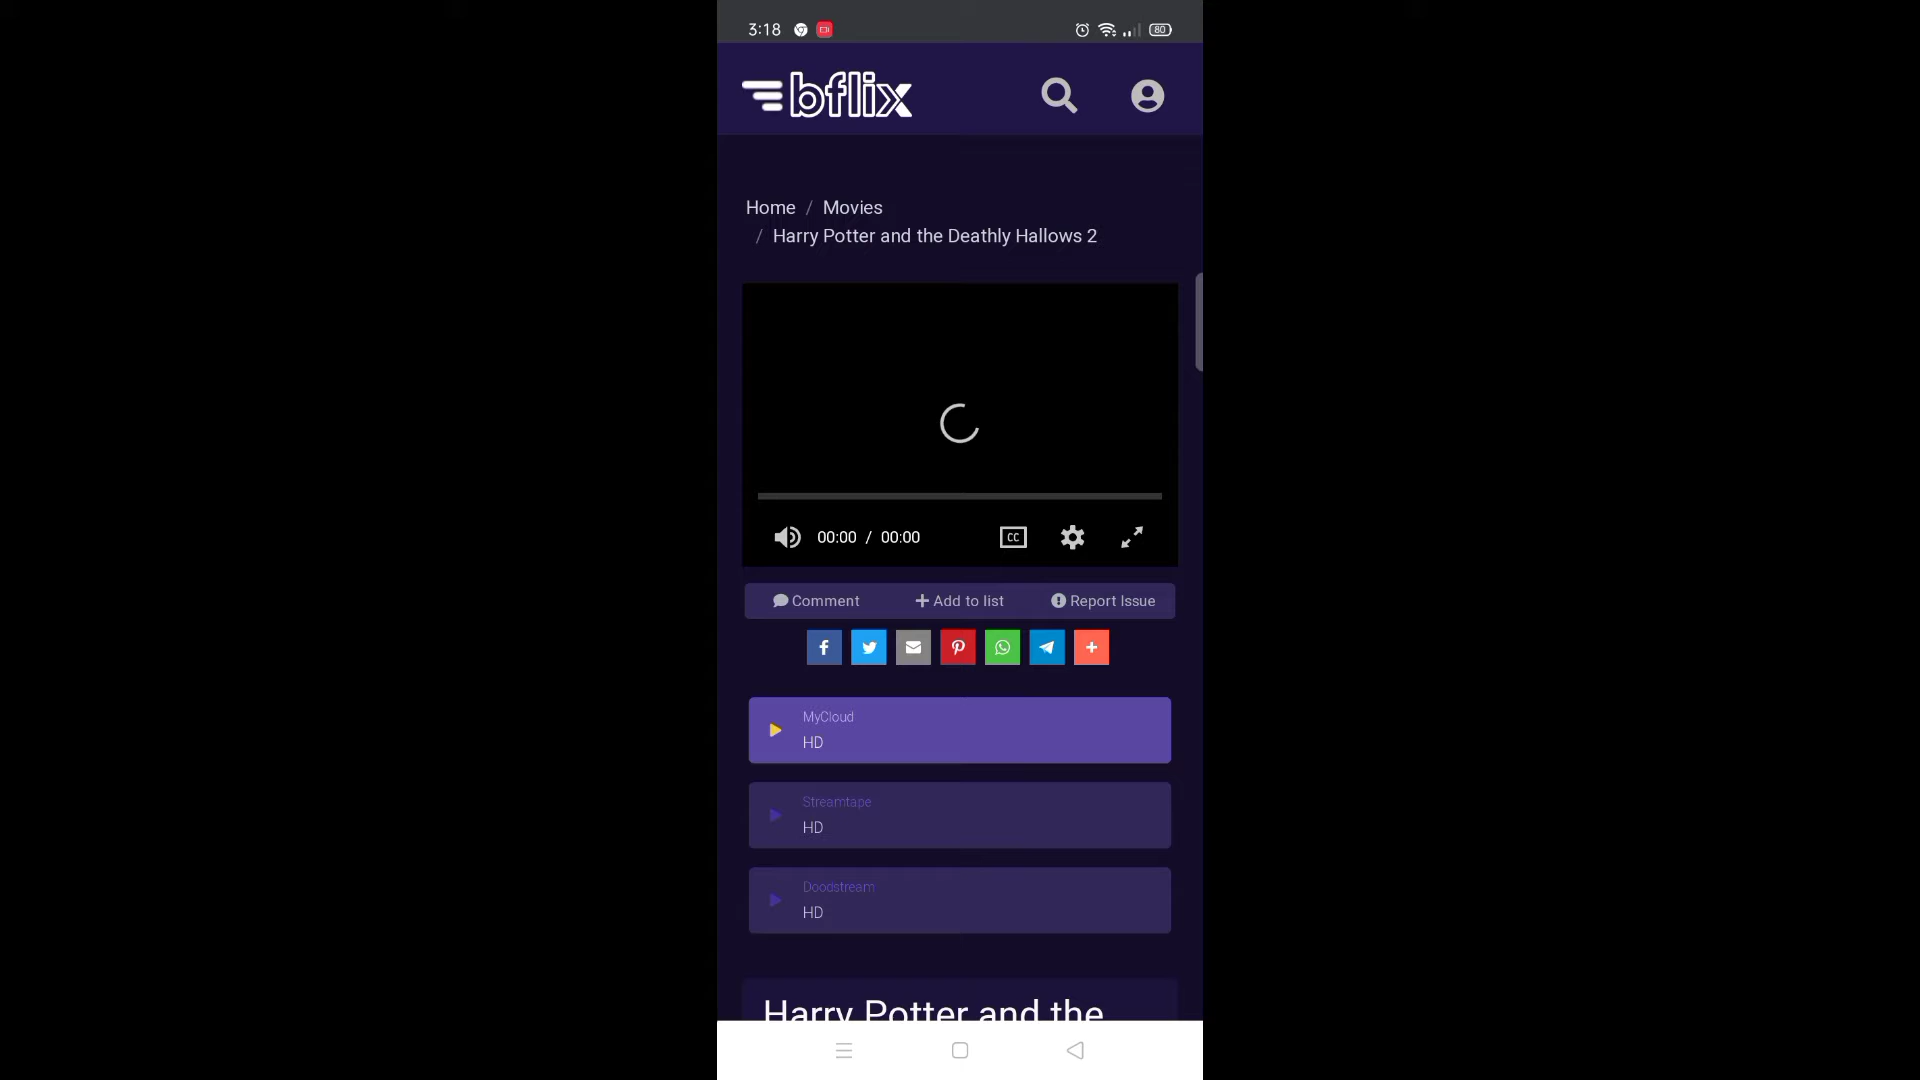 3:18
80
bflix
Home / Movies
/ Harry Potter and the Deathly Hallows 2
00:00 / 00:00
CC
Comment
Add to list
Report Issue
MyCloud
HD
Streamtape
HD
Doodstream
HD
Harry Potter and the